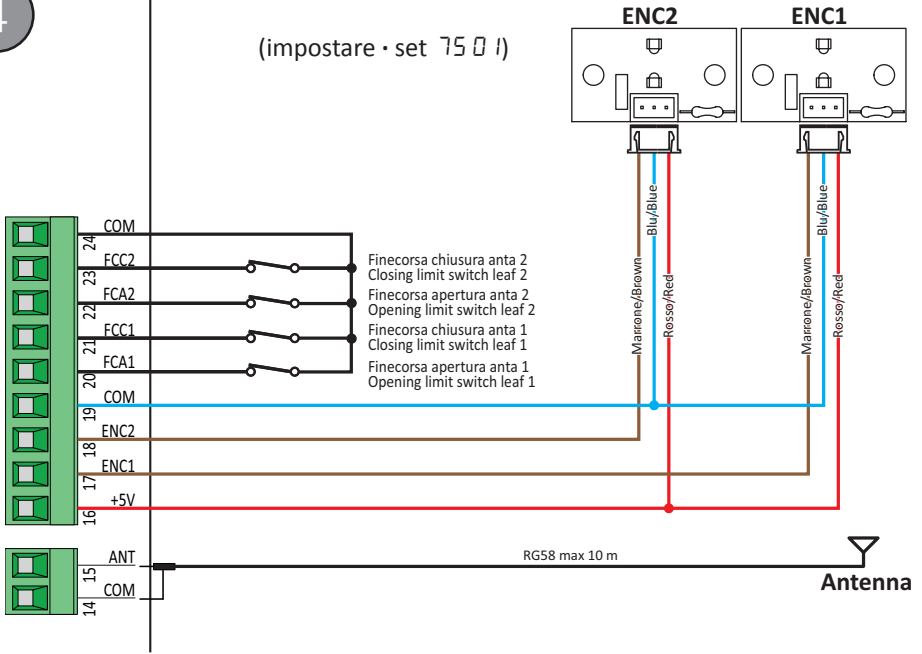 4
(impostare • set 75 01)
ENC2
ENC1
Marrone/Brown
Blu/Blue
Rosso/Red
Marrone/Brown
Blu/Blue
Rosso/Red
24 COM
23 FCC2
22 FCA2
21 FCC1
20 FCA1
19 COM
18 ENC2
17 ENC1
16 +5V
15 ANT
14 COM
Finecorsa chiusura anta 2
Closing limit switch leaf 2
Finecorsa apertura anta 2
Opening limit switch leaf 2
Finecorsa chiusura anta 1
Closing limit switch leaf 1
Finecorsa apertura anta 1
Opening limit switch leaf 1
RG58 max 10 m
Antenna